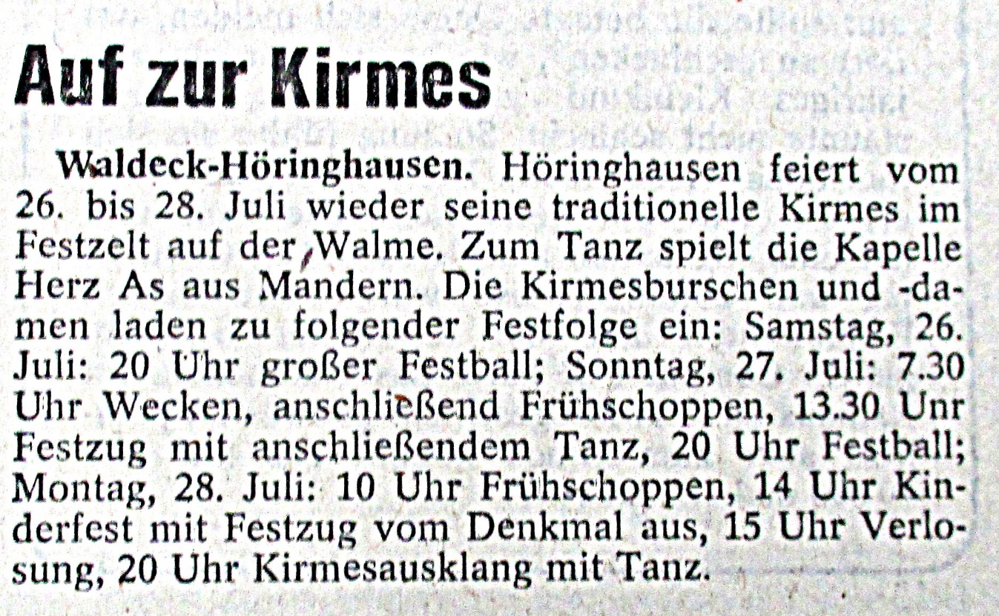 Auf zur Kirmes
Waldeck-Höringhausen. Höringhausen feiert vom
26. bis 28. Juli wieder seine traditionelle Kirmes im
Festzelt auf der Walme. Zum Tanz spielt die Kapelle
Herz As aus Mandern. Die Kirmesburschen und -da-
men laden zu folgender Festfolge ein: Samstag, 26.
Juli: 20 Uhr großer Festball; Sonntag, 27. Juli: 7.30
Uhr Wecken, anschließend Frühschoppen, 13.30 Unr
Festzug mit anschließendem Tanz, 20 Uhr Festball;
Montag, 28. Juli: 10 Uhr Frühschoppen, 14 Uhr Kin-
derfest mit Festzug vom Denkmal aus, 15 Uhr Verlo-
sung, 20 Uhr Kirmesausklang mit Tanz.